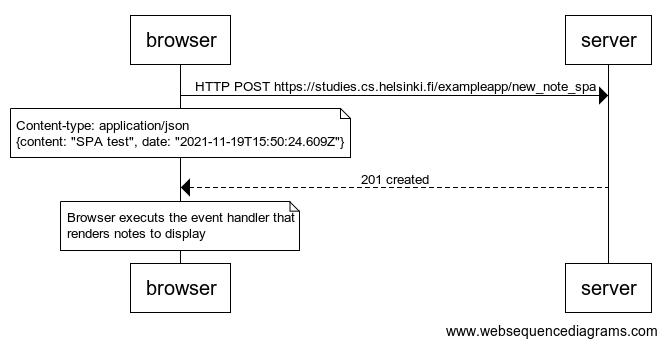 browser
server
HTTP POST https://studies.cs.helsinki.fi/exampleapp/new_note_spa
Content-type: application/json
{content: "SPA test", date: "2021-11-19T15:50:24.609Z"}
201 created
Browser executs the event handler that
renders notes to display
browser
server
www.websequencediagrams.com